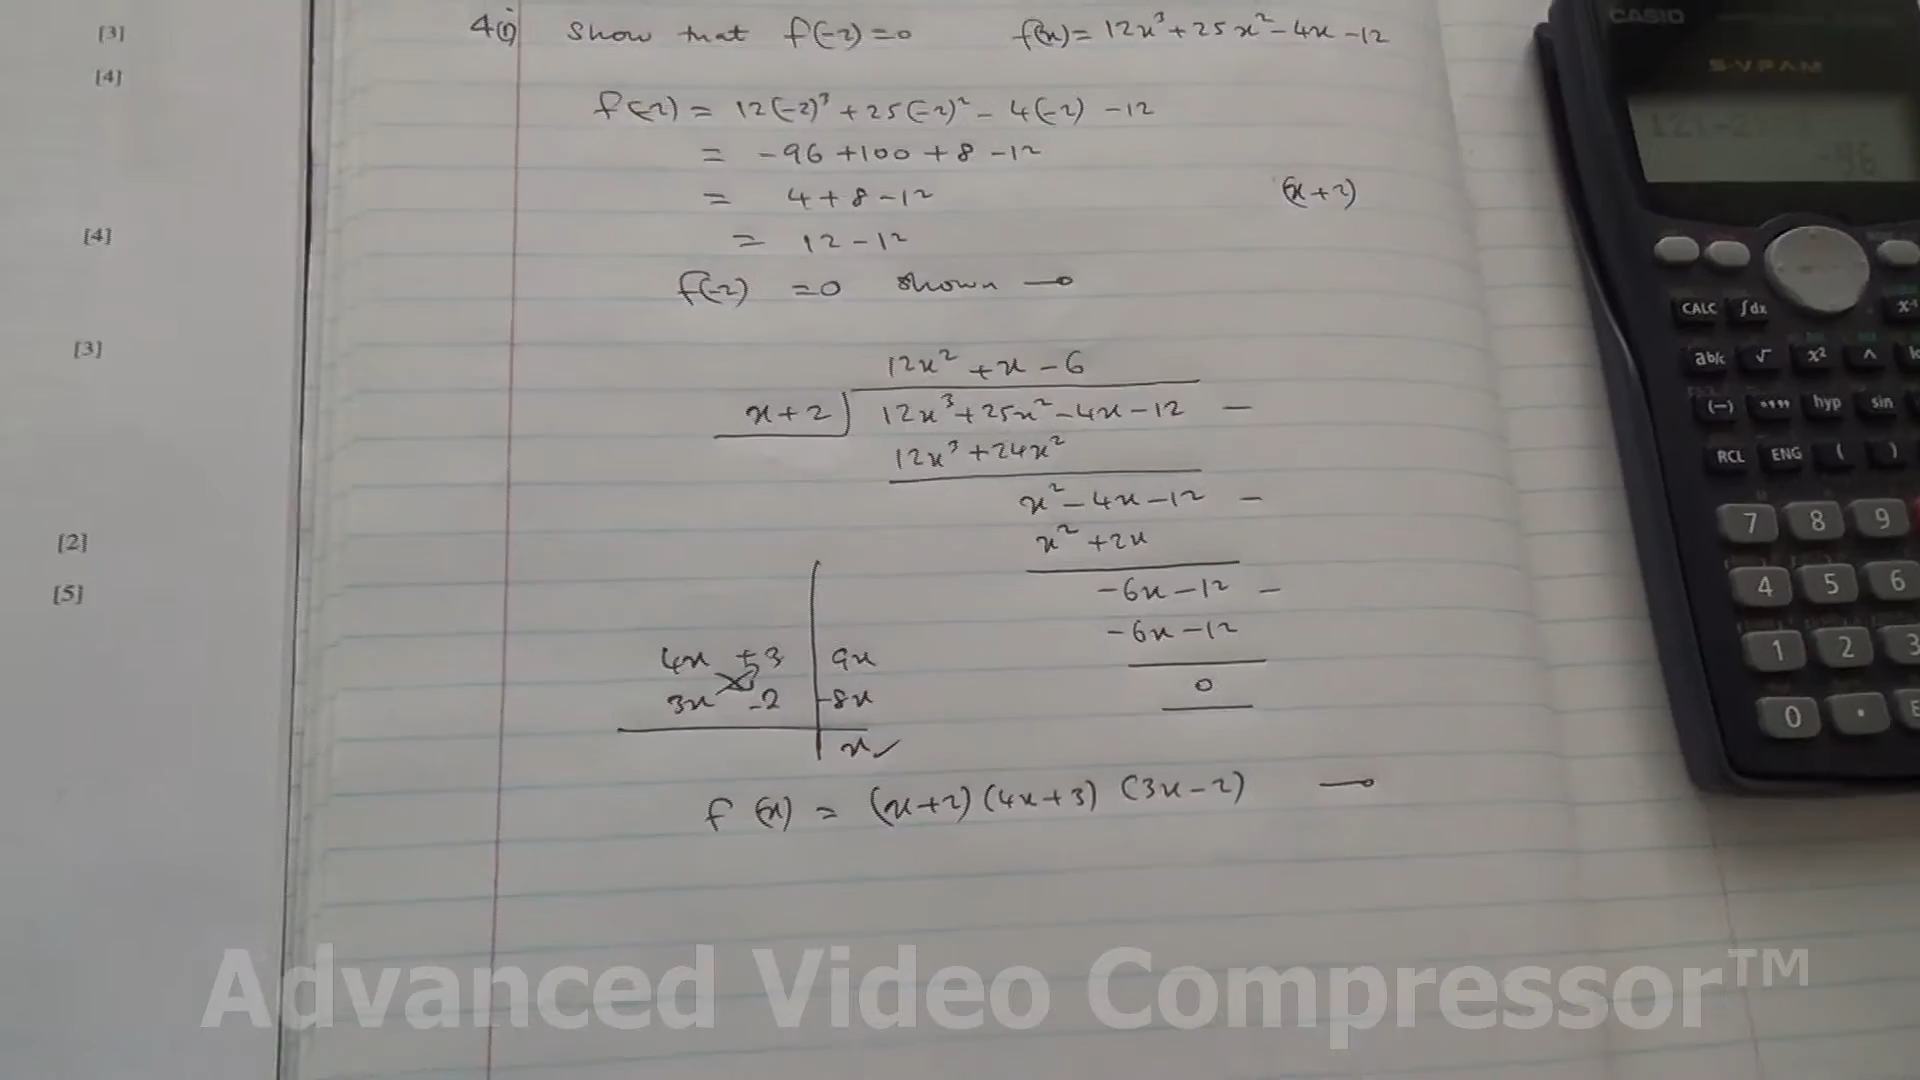 [3]
[4]
[4]
[3]
[2]
[5]
4(i) Show that f(-2)=0 f(x)= 12x³+25x²-4x-12
f(-2) = 12(-2)³ + 25(-2)² - 4(-2) -12
= -96 +100 + 8 -12
= 4 + 8 -12
(x+2)
= 12 - 12
f(-2) = 0 shown
12x² + x - 6
x+2 ) 12x³+25x²-4x-12 -
12x³ +24x²
x² - 4x -12 -
x² +2x
-6x -12 -
-6x -12
0
4x +3 | 9x
3x -2 | -8x
x ✓
f(x) = (x+2)(4x+3) (3x-2)
CASIO
S-V.P.A.M.
-96
CALC ∫dx x⁻¹
ab/c √ x² ^
(-) °''' hyp sin
RCL ENG ( )
7 8 9
4 5 6
1 2 3
0 .
Advanced Video Compressor™